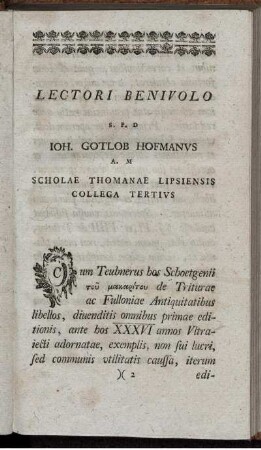 LECTORI BENIVOLO
S. P. D
IOH. GOTLOB HOFMANVS
A. M
SCHOLAE THOMANAE LIPSIENSIS
COLLEGA TERTIVS
Cum Teubnerus hos Schoetgenii
τοῦ μακαρίτου de Triturae
ac Fulloniae Antiquitatibus
libellos, diuenditis omnibus primae edi-
tionis, ante hos XXXVI annos Vitra-
iecti adornatae, exemplis, non sui lucri,
sed communis vtilitatis caussa, iterum
)( 2
edi-